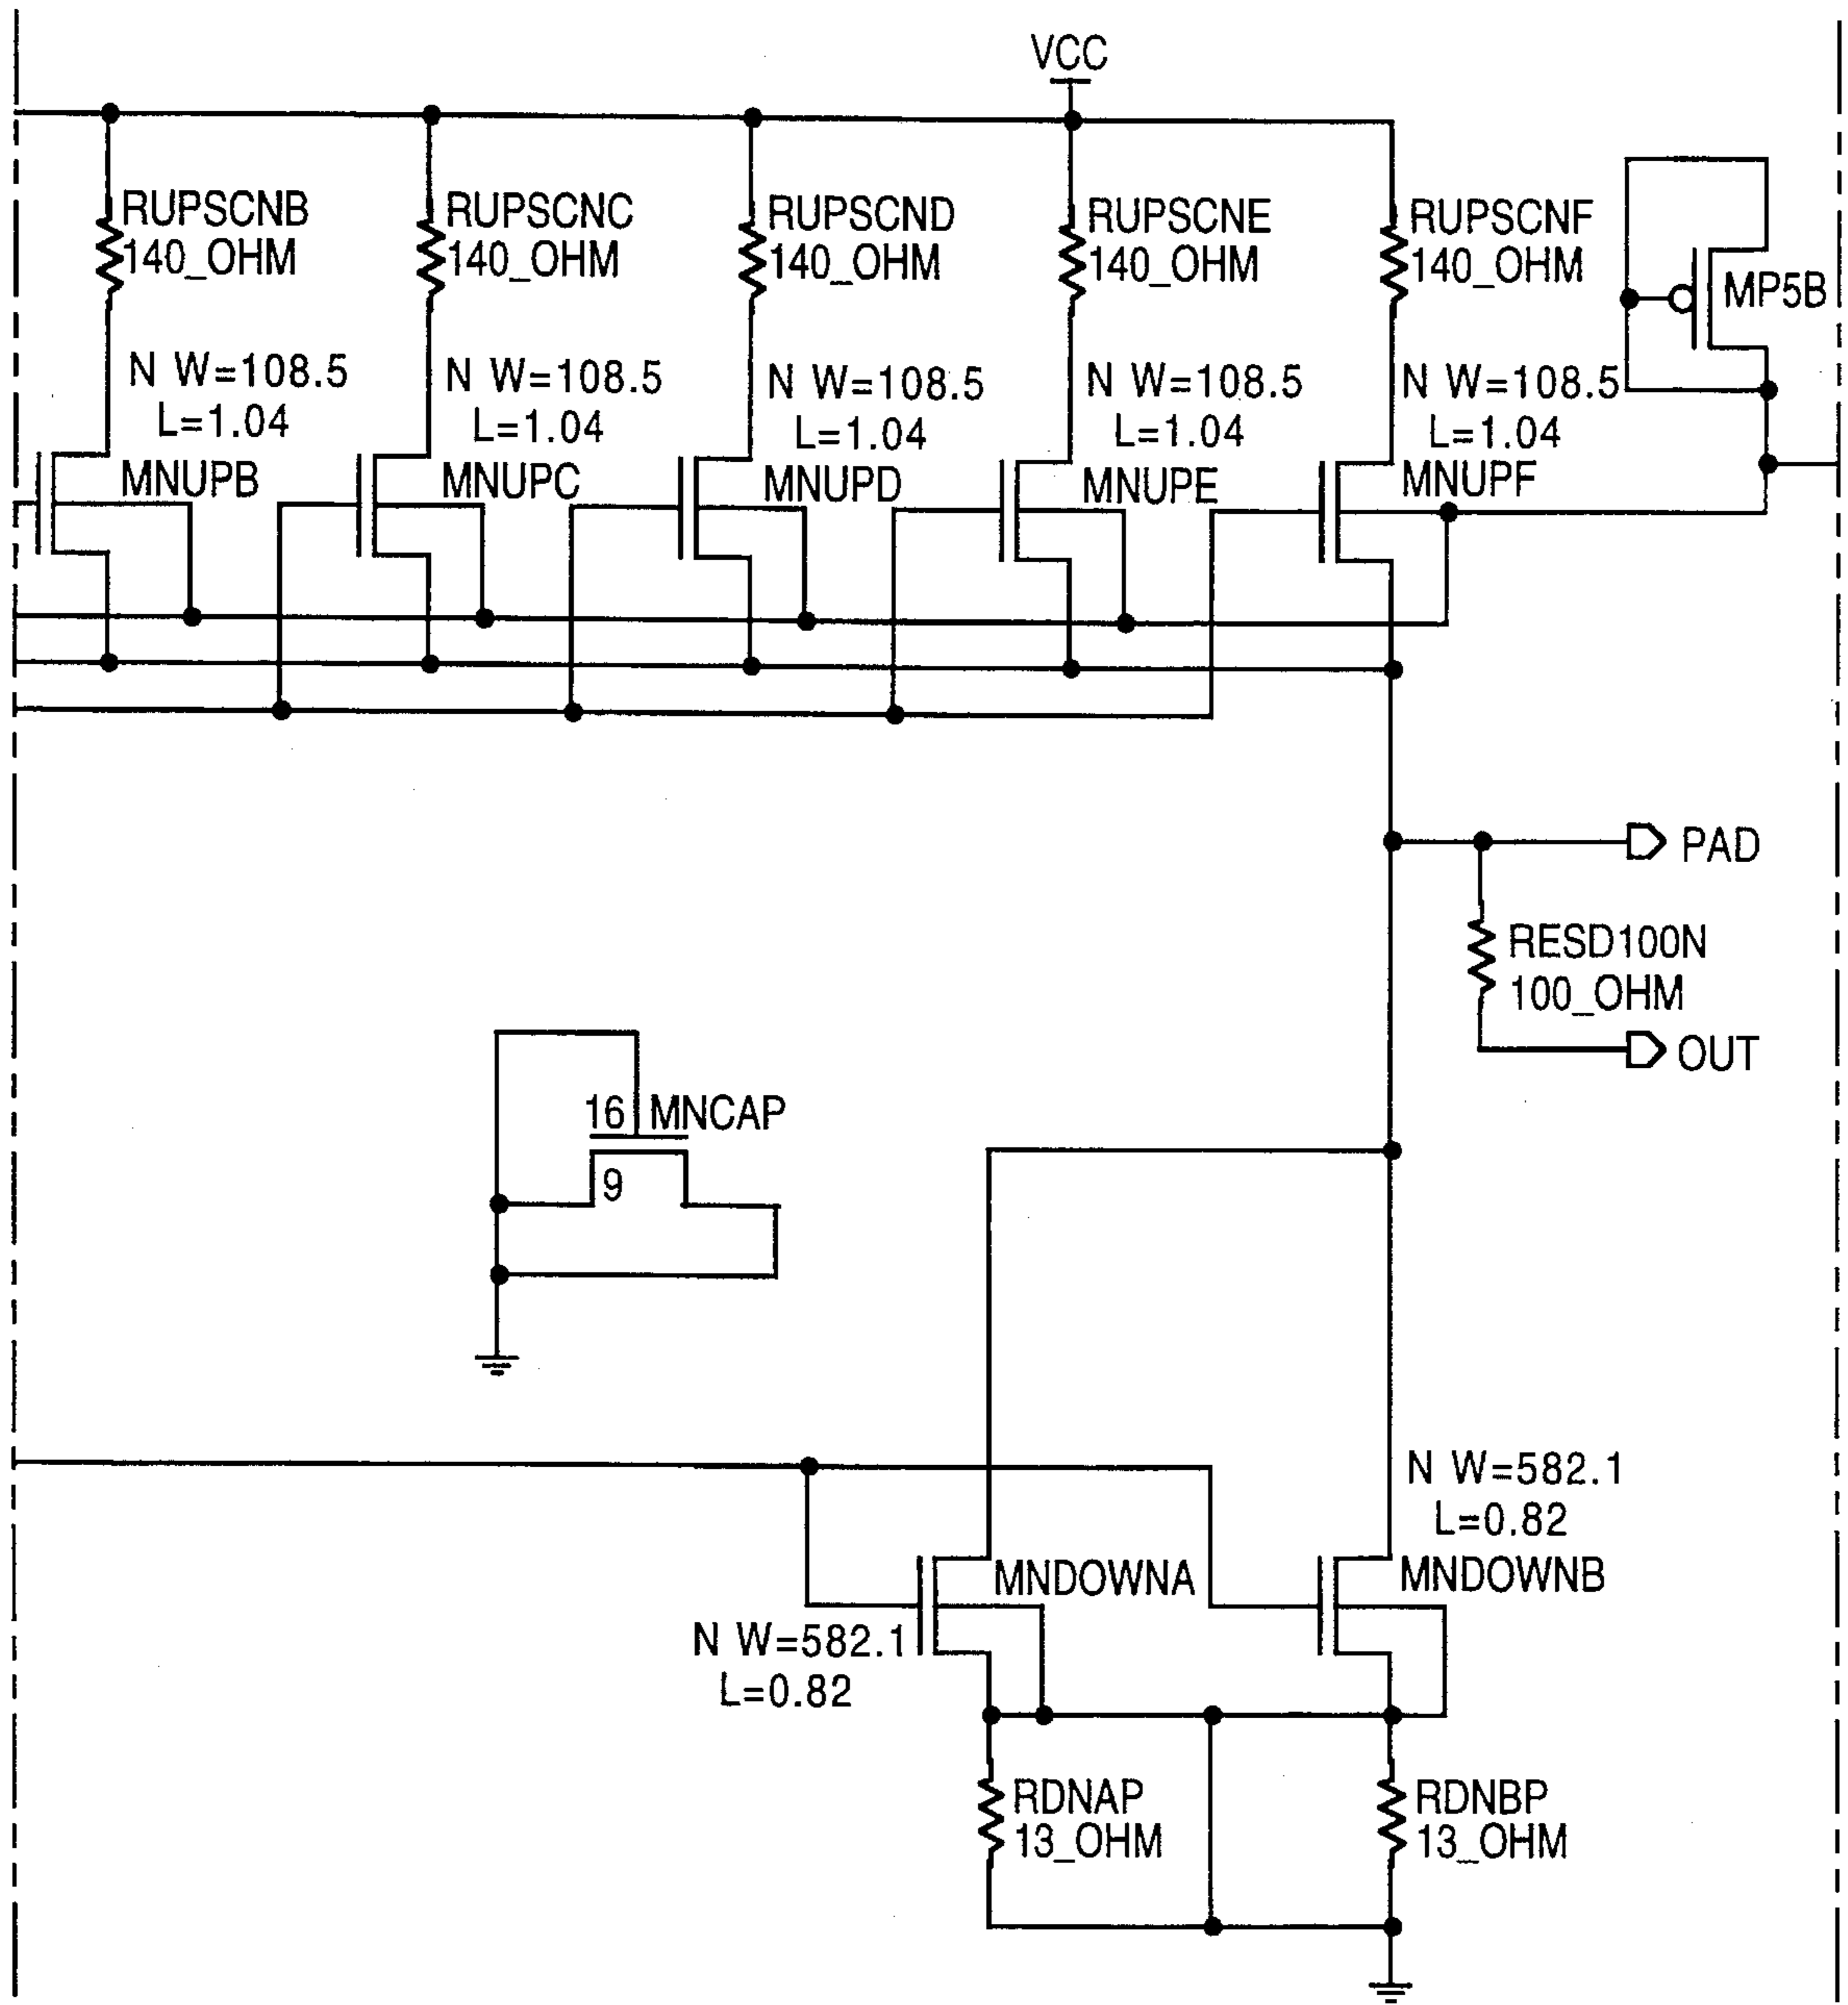 VCC
RUPSCNB
140_OHM
RUPSCNC
140_OHM
RUPSCND
140_OHM
RUPSCNE
140_OHM
RUPSCNF
140_OHM
MP5B
N W=108.5
L=1.04
MNUPB
N W=108.5
L=1.04
MNUPC
N W=108.5
L=1.04
MNUPD
N W=108.5
L=1.04
MNUPE
N W=108.5
L=1.04
MNUPF
PAD
RESD100N
100_OHM
OUT
16 MNCAP
9
N W=582.1
L=0.82
MNDOWNA
MNDOWNB
N W=582.1
L=0.82
RDNAP
13_OHM
RDNBP
13_OHM